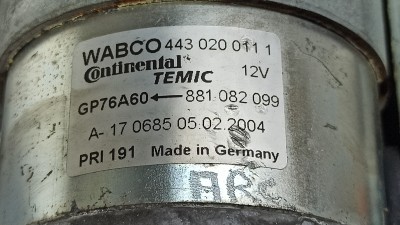 WABCO 443 020 011 1
Continental TEMIC 12V
GP76A60 ← 881 082 099
A- 17 0685 05.02.2004
PRI 191 Made in Germany